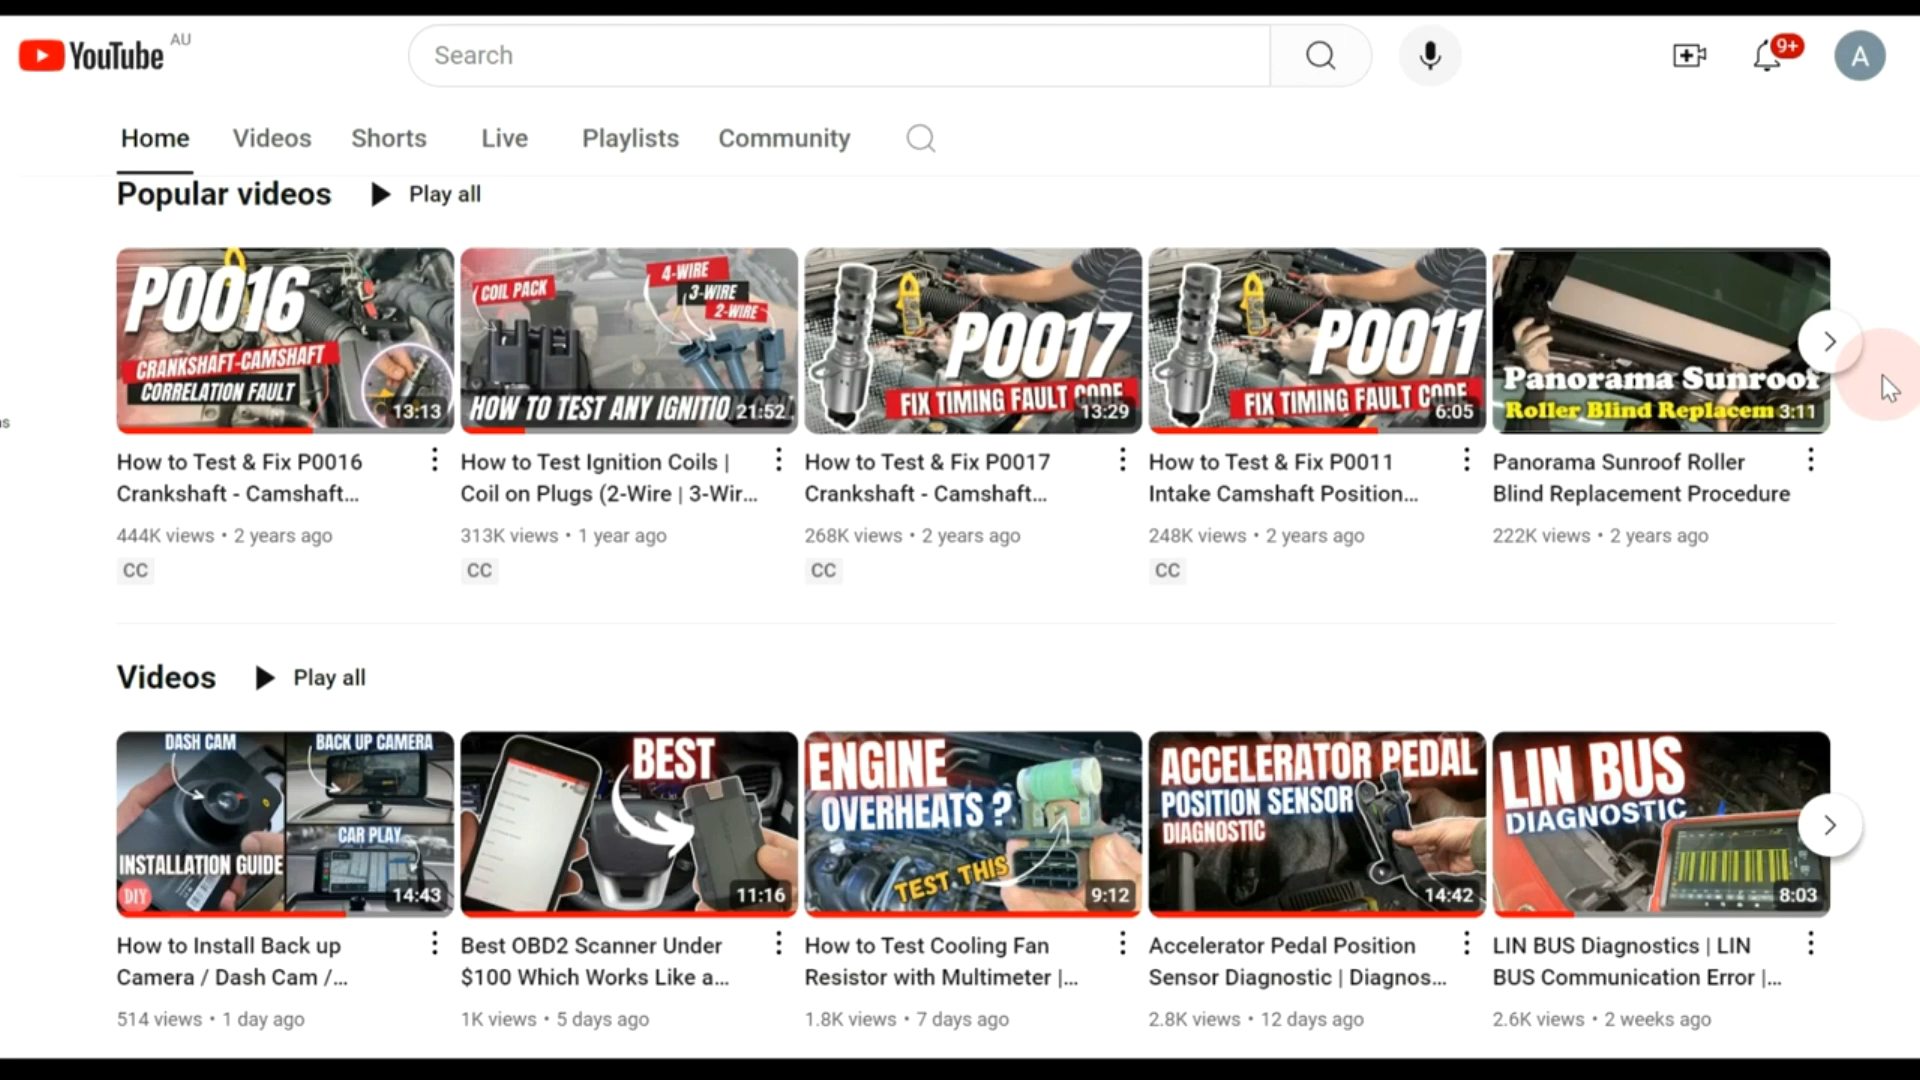 YouTube AU
Search
9+
A
Home Videos Shorts Live Playlists Community
Popular videos Play all
P0016
CRANKSHAFT-CAMSHAFT
CORRELATION FAULT
13:13
COIL PACK
4-WIRE
3-WIRE
2-WIRE
HOW TO TEST ANY IGNITIO
21:52
P0017
FIX TIMING FAULT CODE
13:29
P0011
FIX TIMING FAULT CODE
6:05
Panorama Sunroof
Roller Blind Replacem
3:11
How to Test & Fix P0016
Crankshaft - Camshaft...
444K views • 2 years ago
CC
How to Test Ignition Coils |
Coil on Plugs (2-Wire | 3-Wir...
313K views • 1 year ago
CC
How to Test & Fix P0017
Crankshaft - Camshaft...
268K views • 2 years ago
CC
How to Test & Fix P0011
Intake Camshaft Position...
248K views • 2 years ago
CC
Panorama Sunroof Roller
Blind Replacement Procedure
222K views • 2 years ago
Videos Play all
DASH CAM
BACK UP CAMERA
CAR PLAY
INSTALLATION GUIDE
DIY
14:43
BEST
11:16
ENGINE
OVERHEATS ?
TEST THIS
9:12
ACCELERATOR PEDAL
POSITION SENSOR
DIAGNOSTIC
14:42
LIN BUS
DIAGNOSTIC
8:03
How to Install Back up
Camera / Dash Cam /...
514 views • 1 day ago
Best OBD2 Scanner Under
$100 Which Works Like a...
1K views • 5 days ago
How to Test Cooling Fan
Resistor with Multimeter |...
1.8K views • 7 days ago
Accelerator Pedal Position
Sensor Diagnostic | Diagnos...
2.8K views • 12 days ago
LIN BUS Diagnostics | LIN
BUS Communication Error |...
2.6K views • 2 weeks ago